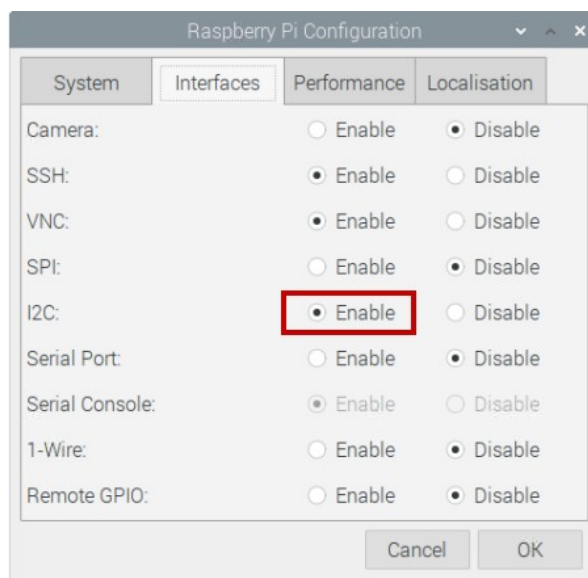 Raspberry Pi Configuration
System Interfaces Performance Localisation
Camera: Enable Disable
SSH: Enable Disable
VNC: Enable Disable
SPI: Enable Disable
I2C: Enable Disable
Serial Port: Enable Disable
Serial Console: Enable Disable
1-Wire: Enable Disable
Remote GPIO: Enable Disable
Cancel OK